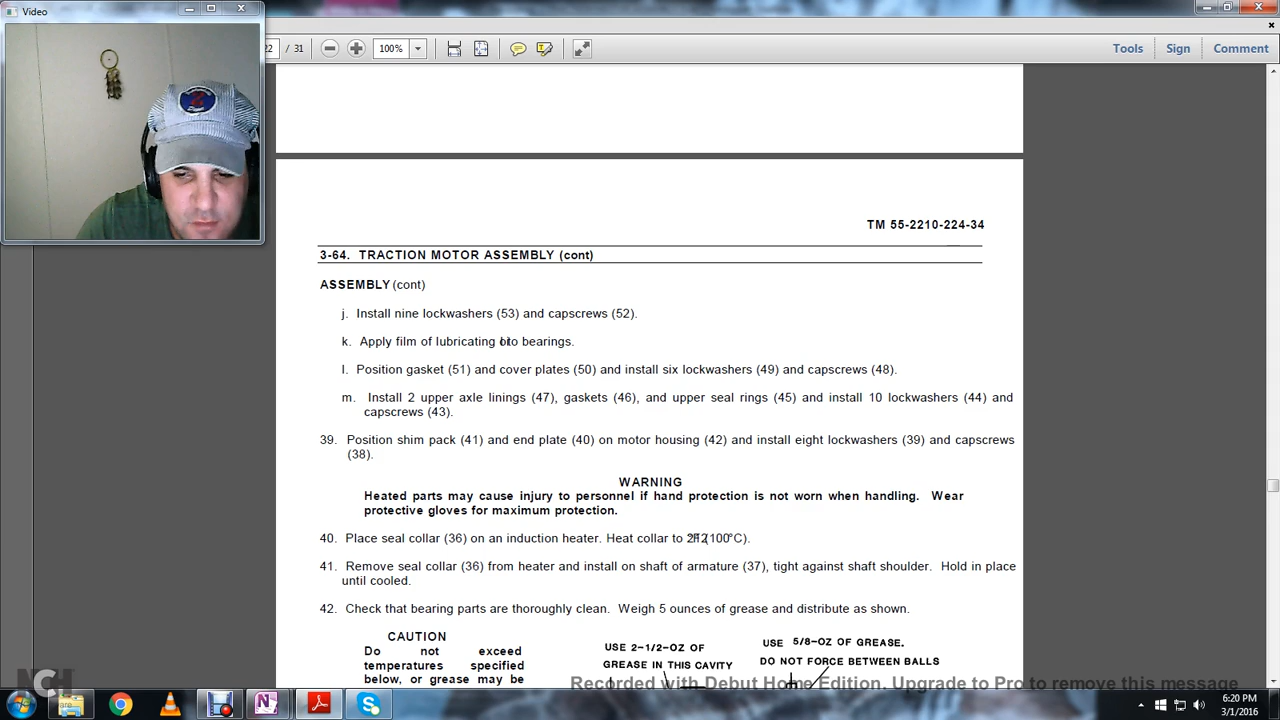 Video
22 / 31
100%
Tools
Sign
Comment
TM 55-2210-224-34
3-64. TRACTION MOTOR ASSEMBLY (cont)
ASSEMBLY (cont)
j. Install nine lockwashers (53) and capscrews (52).
k. Apply film of lubricating to bearings.
l. Position gasket (51) and cover plates (50) and install six lockwashers (49) and capscrews (48).
m. Install 2 upper axle linings (47), gaskets (46), and upper seal rings (45) and install 10 lockwashers (44) and
capscrews (43).
39. Position shim pack (41) and end plate (40) on motor housing (42) and install eight lockwashers (39) and capscrews
(38).
WARNING
Heated parts may cause injury to personnel if hand protection is not worn when handling. Wear
protective gloves for maximum protection.
40. Place seal collar (36) on an induction heater. Heat collar to (100°C).
41. Remove seal collar (36) from heater and install on shaft of armature (37), tight against shaft shoulder. Hold in place
until cooled.
42. Check that bearing parts are thoroughly clean. Weigh 5 ounces of grease and distribute as shown.
CAUTION
Do not exceed
temperatures specified
below, or grease may be
USE 2-1/2-OZ OF
GREASE IN THIS CAVITY
USE 5/8-OZ OF GREASE.
DO NOT FORCE BETWEEN BALLS
NCH
Recorded with Debut Home Edition. Upgrade to Pro to remove this message
6:20 PM
3/1/2016